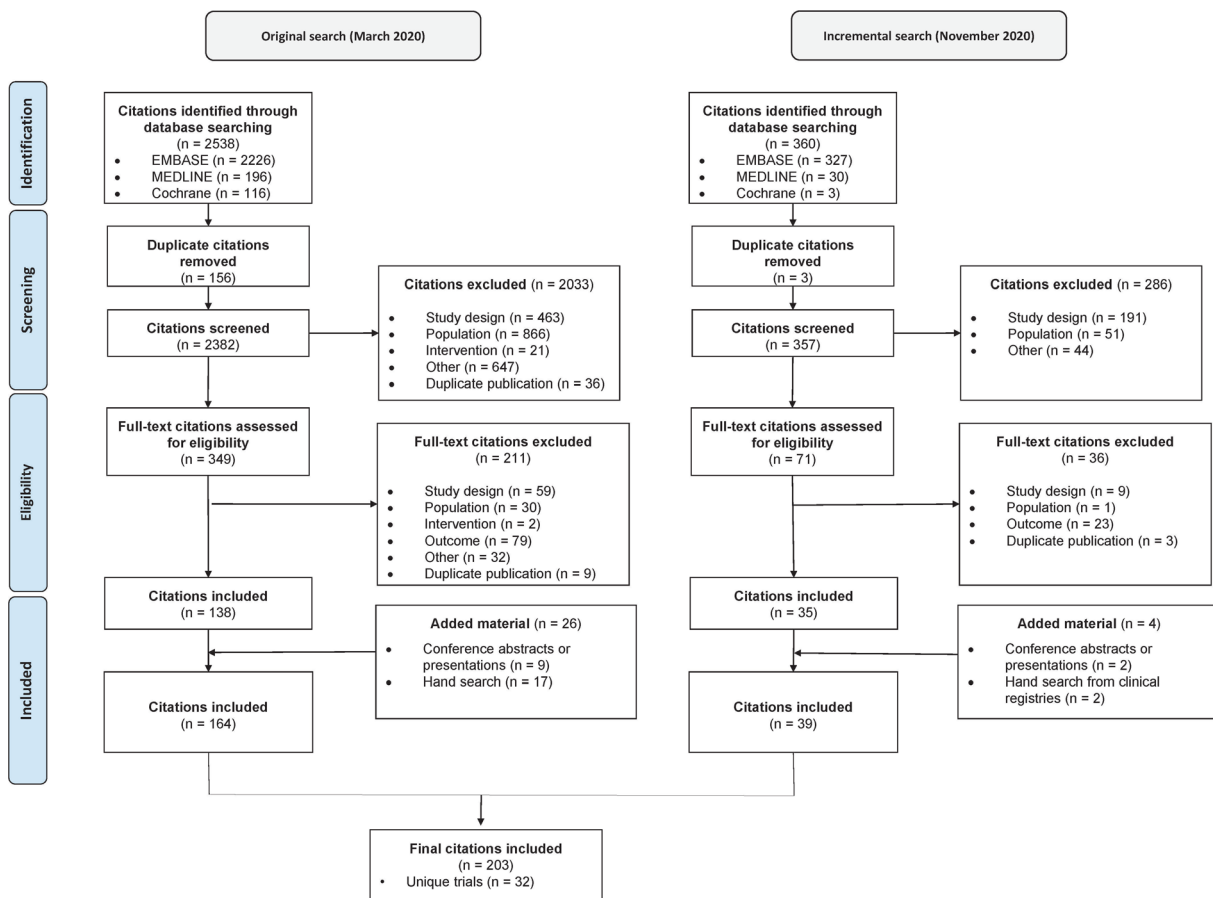 Original search (March 2020)
Incremental search (November 2020)
Identification
Citations identified through
database searching
(n = 2538)
• EMBASE (n = 2226)
• MEDLINE (n = 196)
• Cochrane (n = 116)
Citations identified through
database searching
(n = 360)
• EMBASE (n = 327)
• MEDLINE (n = 30)
• Cochrane (n = 3)
Screening
Duplicate citations
removed
(n = 156)
Citations excluded (n = 2033)
• Study design (n = 463)
• Population (n = 866)
• Intervention (n = 21)
• Other (n = 647)
• Duplicate publication (n = 36)
Citations screened
(n = 2382)
Duplicate citations
removed
(n = 3)
Citations excluded (n = 286)
• Study design (n = 191)
• Population (n = 51)
• Other (n = 44)
Citations screened
(n = 357)
Eligibility
Full-text citations assessed
for eligibility
(n = 349)
Full-text citations excluded
(n = 211)
• Study design (n = 59)
• Population (n = 30)
• Intervention (n = 2)
• Outcome (n = 79)
• Other (n = 32)
• Duplicate publication (n = 9)
Full-text citations assessed
for eligibility
(n = 71)
Full-text citations excluded
(n = 36)
• Study design (n = 9)
• Population (n = 1)
• Outcome (n = 23)
• Duplicate publication (n = 3)
Included
Citations included
(n = 138)
Added material (n = 26)
• Conference abstracts or
presentations (n = 9)
• Hand search (n = 17)
Citations included
(n = 164)
Citations included
(n = 35)
Added material (n = 4)
• Conference abstracts or
presentations (n = 2)
• Hand search from clinical
registries (n = 2)
Citations included
(n = 39)
Final citations included
(n = 203)
• Unique trials (n = 32)